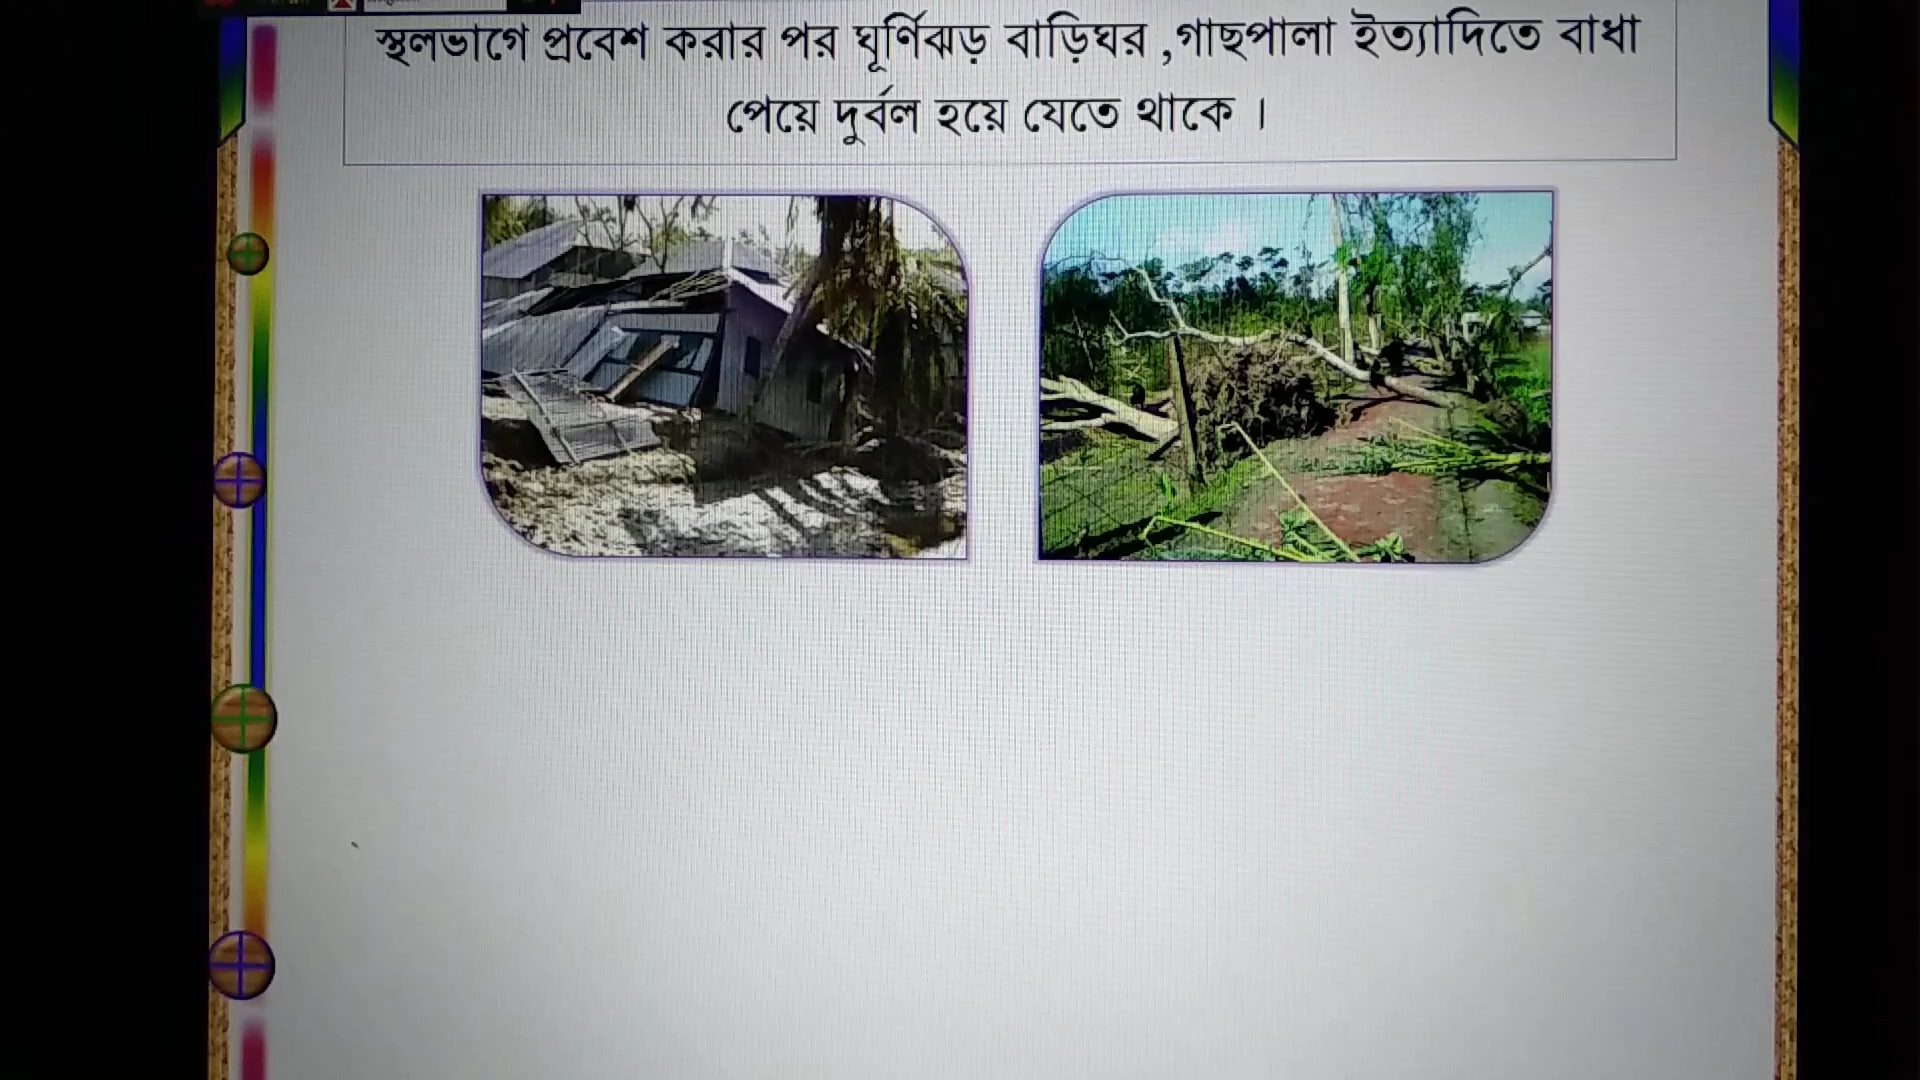 স্থলভাগে প্রবেশ করার পর ঘূর্ণিঝড় বাড়িঘর ,গাছপালা ইত্যাদিতে বাধা
পেয়ে দুর্বল হয়ে যেতে থাকে ।